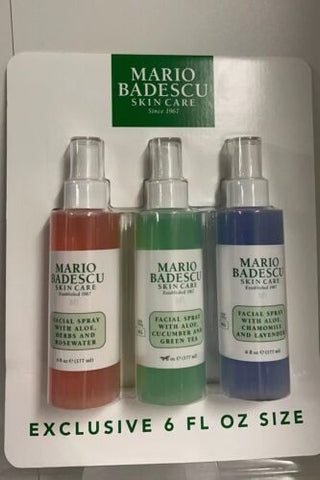 MARIO
BADESCU
SKIN CARE
Since 1967
MARIO
BADESCU
SKIN CARE
Established 1967
FACIAL SPRAY
WITH ALOE,
HERBS AND
ROSEWATER
6 fl oz (177 ml)
MARIO
BADESCU
SKIN CARE
Established 1967
FACIAL SPRAY
WITH ALOE,
CUCUMBER AND
GREEN TEA
oz (177 ml)
MARIO
BADESCU
SKIN CARE
Established 1967
FACIAL SPRAY
WITH ALOE,
CHAMOMILE
AND LAVENDER
6 fl oz (177 ml)
EXCLUSIVE 6 FL OZ SIZE